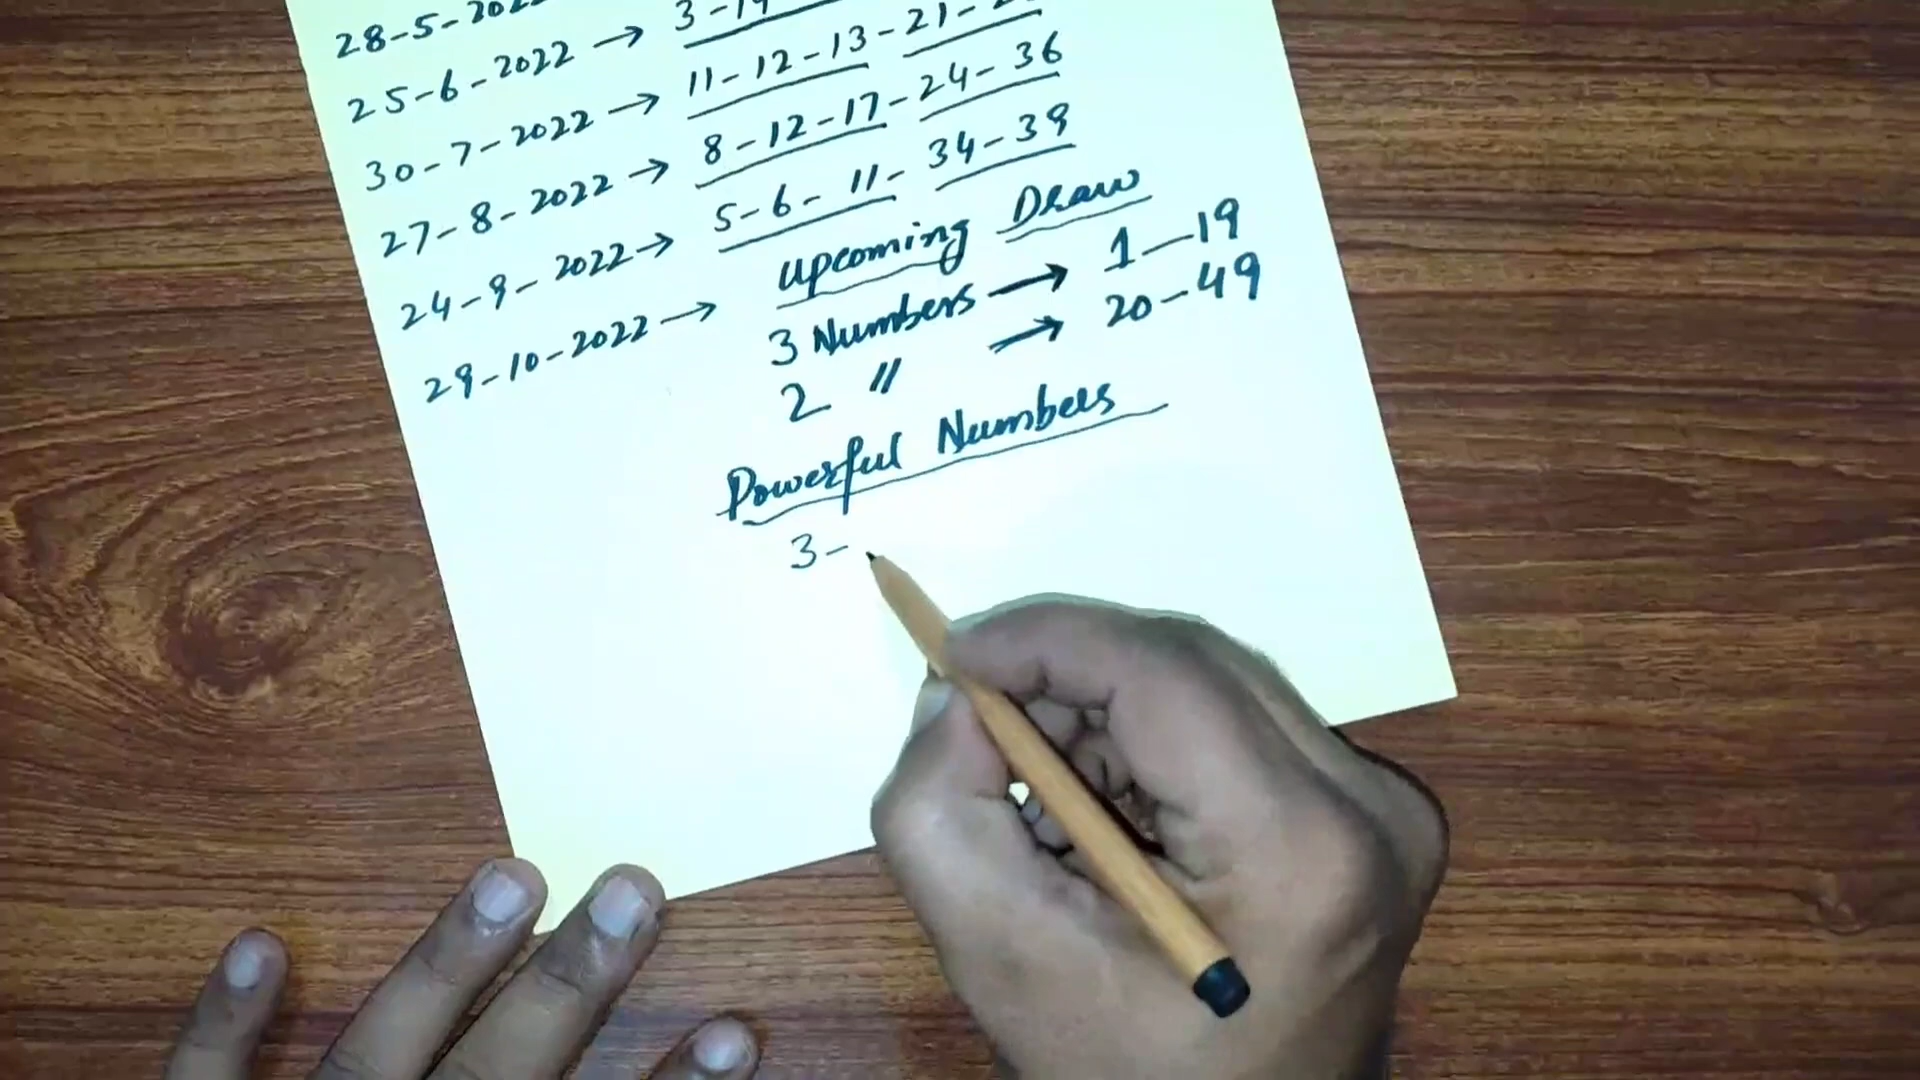 28-5-2022
25-6-2022 → 3-
30-7-2022 → 11-12-13-21-
27-8-2022 → 8-12-17-24-36
24-9-2022 → 5-6-11-34-39
29-10-2022 → Upcoming Draw
3 Numbers → 1—19
2 〃 → 20-49
Powerful Numbers
3-